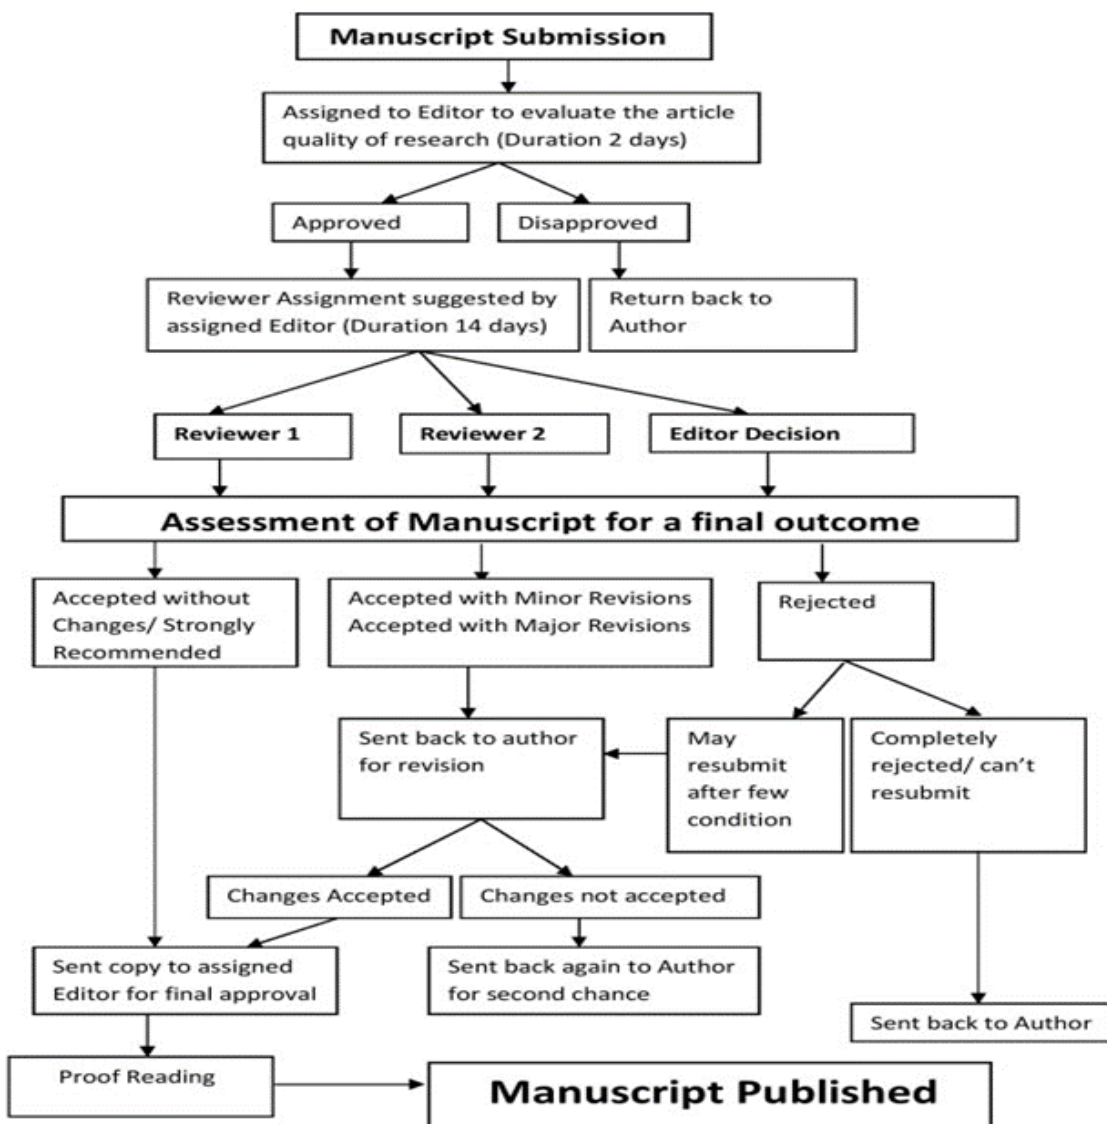 Manuscript Submission
Assigned to Editor to evaluate the article
quality of research (Duration 2 days)
Approved
Disapproved
Reviewer Assignment suggested by
assigned Editor (Duration 14 days)
Return back to
Author
Reviewer 1
Reviewer 2
Editor Decision
Assessment of Manuscript for a final outcome
Accepted without
Changes/ Strongly
Recommended
Accepted with Minor Revisions
Accepted with Major Revisions
Rejected
Sent back to author
for revision
May
resubmit
after few
condition
Completely
rejected/ can’t
resubmit
Changes Accepted
Changes not accepted
Sent copy to assigned
Editor for final approval
Sent back again to Author
for second chance
Sent back to Author
Proof Reading
Manuscript Published